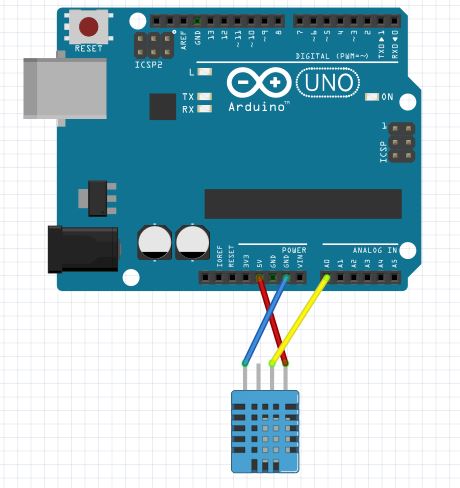 RESET
ICSP2
AREF
GND
13
12
~11
~10
~9
8
7
~6
~5
4
~3
2
TXD▶1
RXD◀0
DIGITAL (PWM=~)
L
TX
RX
Arduino™
UNO
ON
1
ICSP
IOREF
RESET
3V3
5V
GND
GND
VIN
POWER
ANALOG IN
A0
A1
A2
A3
A4
A5